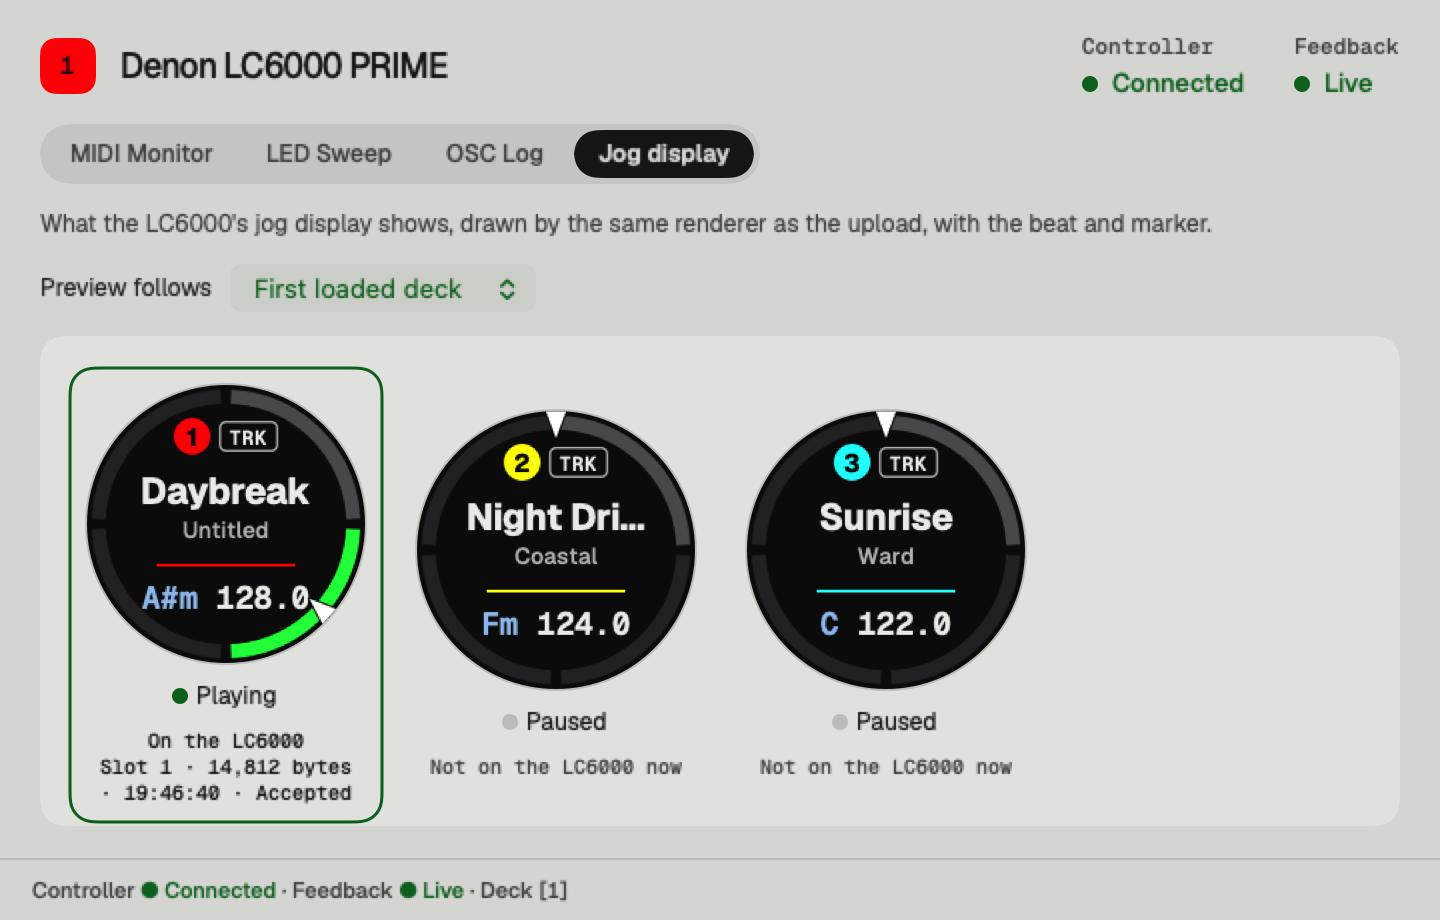 1
Denon LC6000 PRIME
Controller
Connected
Feedback
Live
MIDI Monitor
LED Sweep
OSC Log
Jog display
What the LC6000's jog display shows, drawn by the same renderer as the upload, with the beat and marker.
Preview follows
First loaded deck
1 TRK
Daybreak
Untitled
A#m 128.0
Playing
On the LC6000
Slot 1 · 14,812 bytes
· 19:46:40 · Accepted
2 TRK
Night Dri...
Coastal
Fm 124.0
Paused
Not on the LC6000 now
3 TRK
Sunrise
Ward
C 122.0
Paused
Not on the LC6000 now
Controller Connected · Feedback Live · Deck [1]